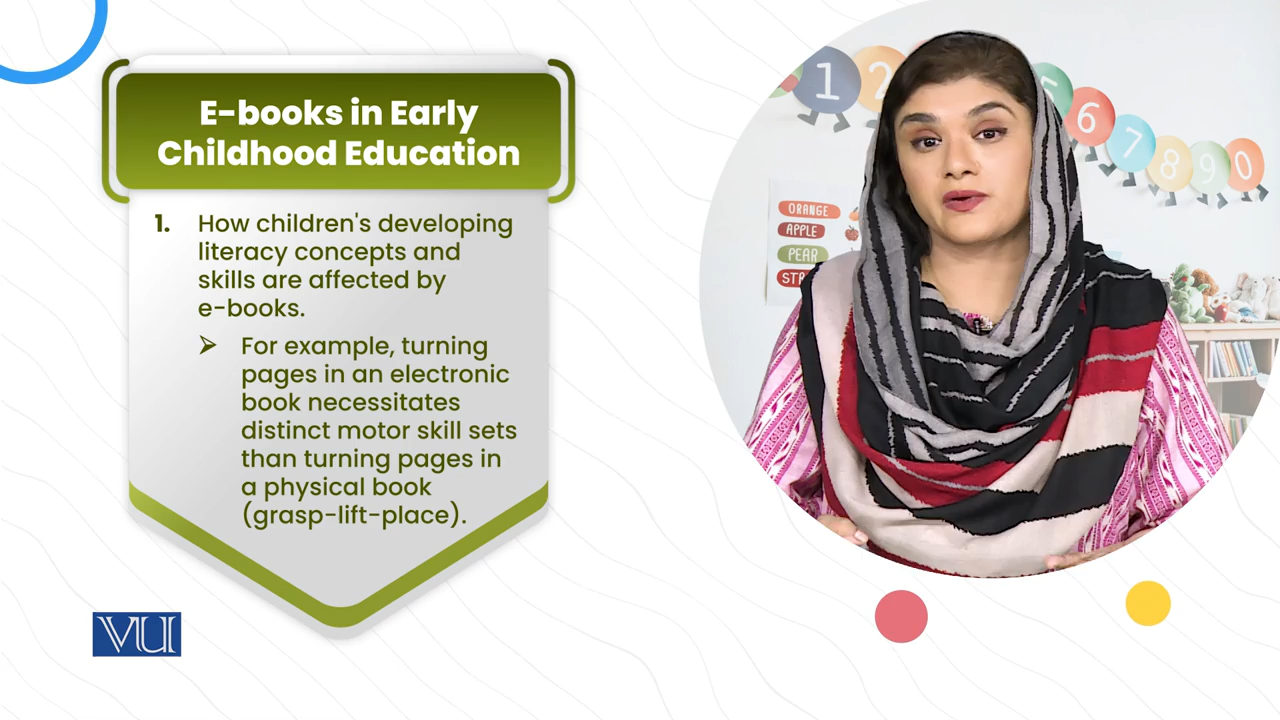 E-books in Early
Childhood Education
1. How children's developing
literacy concepts and
skills are affected by
e-books.
➢ For example, turning
pages in an electronic
book necessitates
distinct motor skill sets
than turning pages in
a physical book
(grasp-lift-place).
VU
1 2 5 6 7 8 9 0
ORANGE
APPLE
PEAR